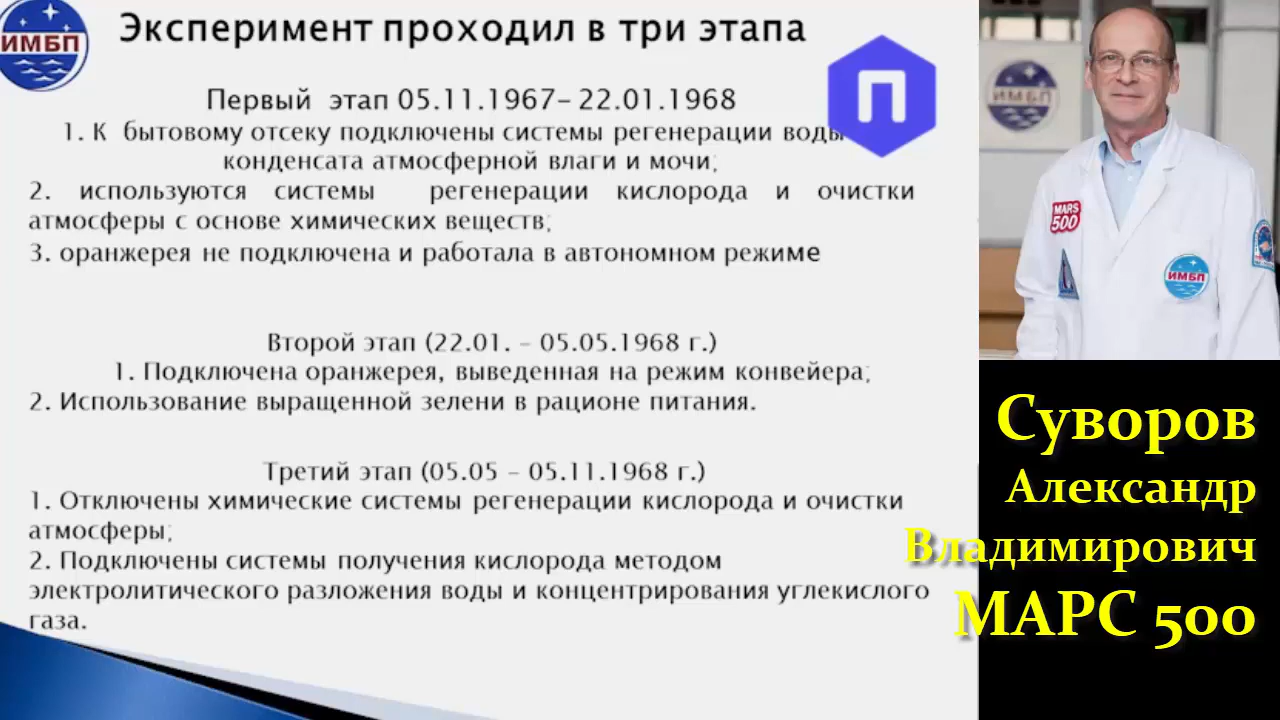 ИМБП
Эксперимент проходил в три этапа
П
Первый этап 05.11.1967– 22.01.1968
1. К бытовому отсеку подключены системы регенерации воды
конденсата атмосферной влаги и мочи;
2. используются системы регенерации кислорода и очистки
атмосферы с основе химических веществ;
3. оранжерея не подключена и работала в автономном режиме
Второй этап (22.01. – 05.05.1968 г.)
1. Подключена оранжерея, выведенная на режим конвейера;
2. Использование выращенной зелени в рационе питания.
Третий этап (05.05 – 05.11.1968 г.)
1. Отключены химические системы регенерации кислорода и очистки
атмосферы;
2. Подключены системы получения кислорода методом
электролитического разложения воды и концентрирования углекислого
газа.
ИМБП
MARS
500
ИМБП
Суворов
Александр
Владимирович
МАРС 500